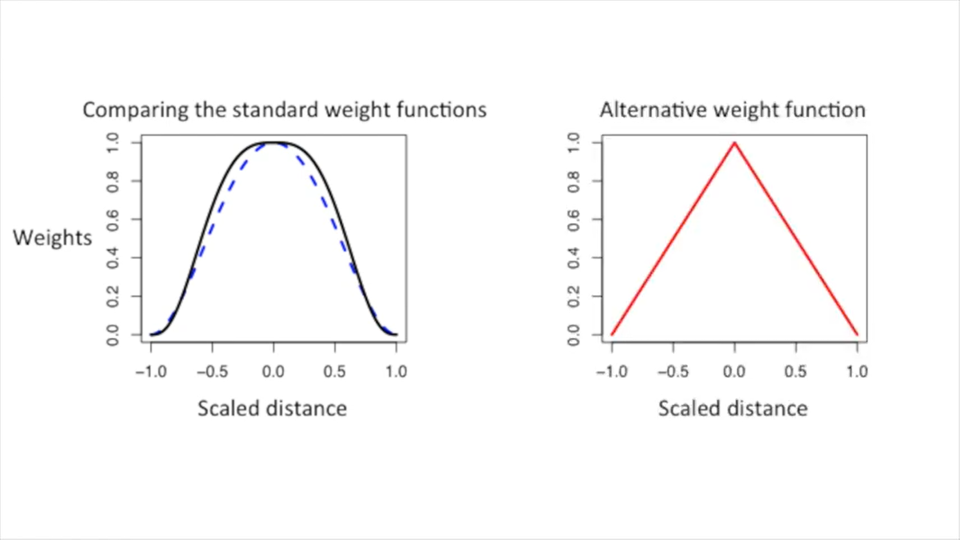 Comparing the standard weight functions
Weights
1.0
0.8
0.6
0.4
0.2
0.0
−1.0 −0.5 0.0 0.5 1.0
Scaled distance
Alternative weight function
1.0
0.8
0.6
0.4
0.2
0.0
−1.0 −0.5 0.0 0.5 1.0
Scaled distance